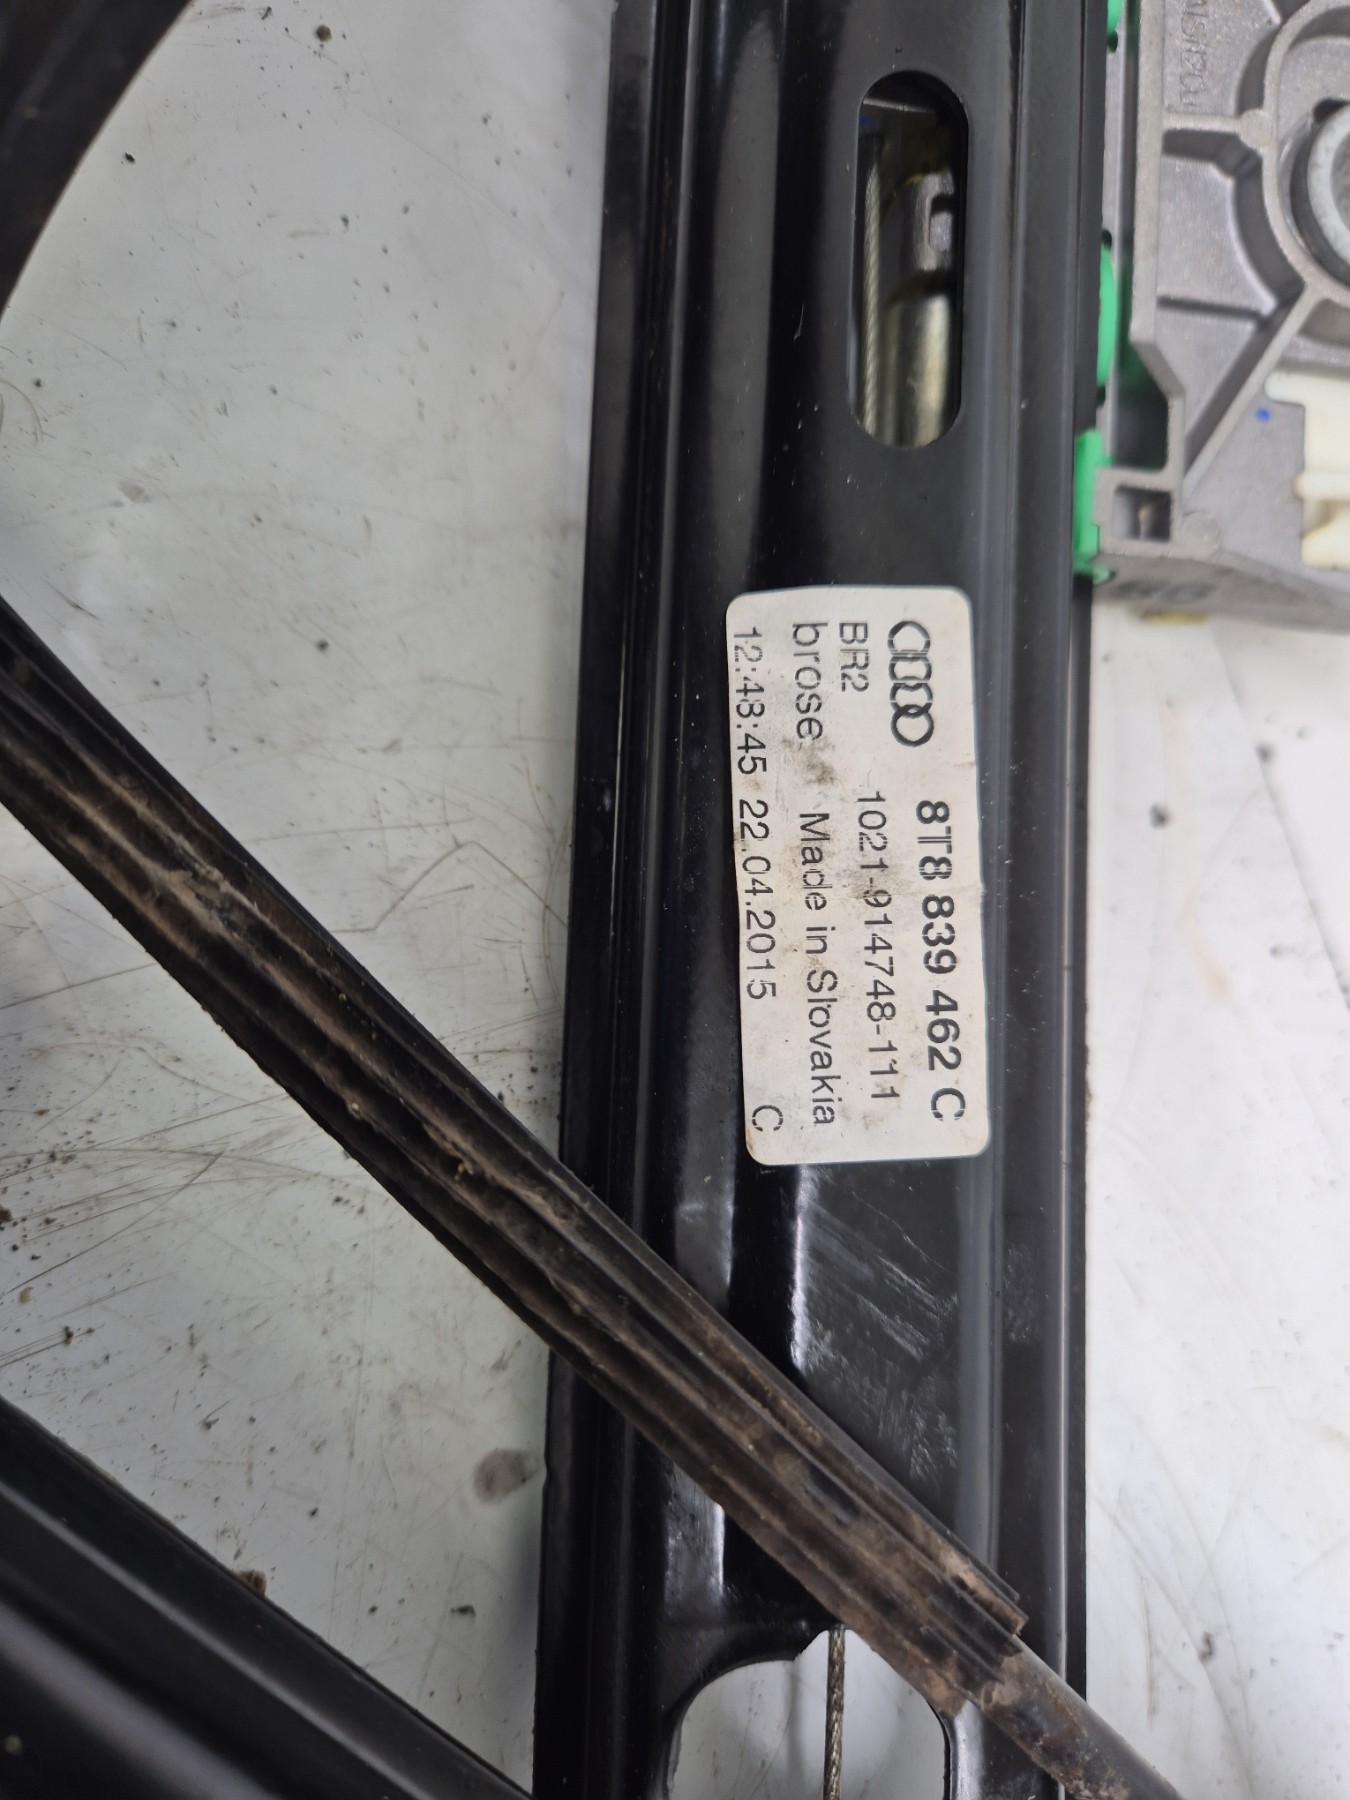 8T8 839 462 C
BR2 1021-914748-111
brose Made in Slovakia
12:48:45 22.04.2015 C